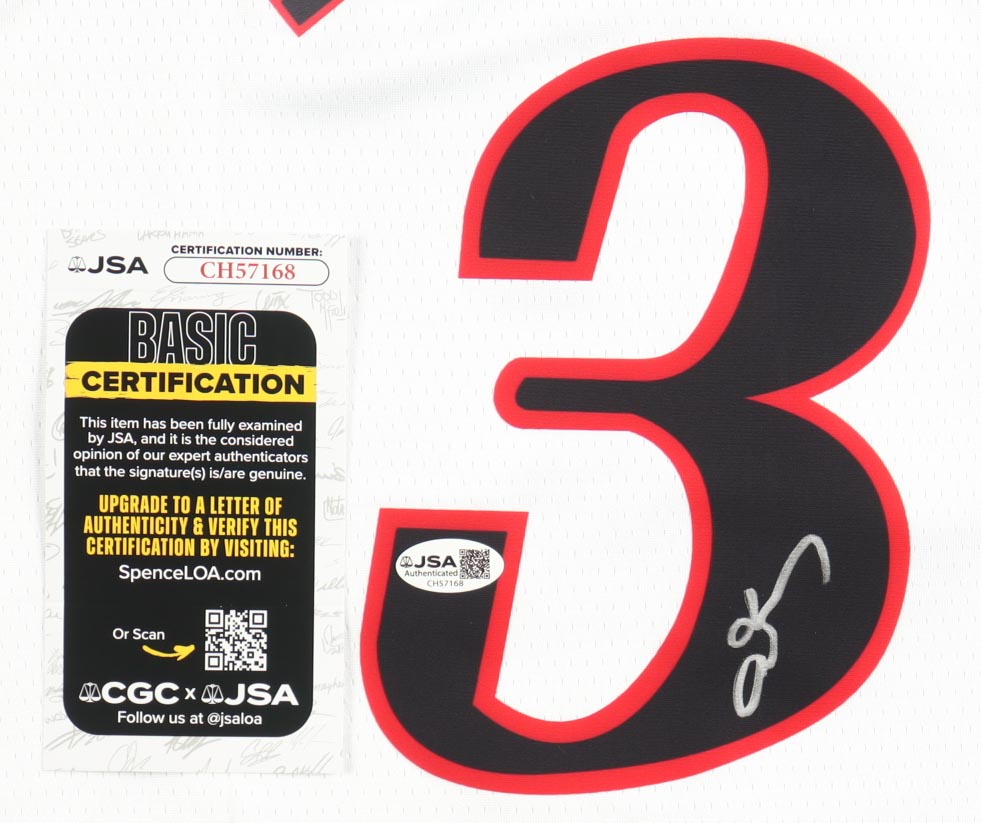 CERTIFICATION NUMBER:
JSA
CH57168
BASIC
CERTIFICATION
This item has been fully examined
by JSA, and it is the considered
opinion of our expert authenticators
that the signature(s) is/are genuine.
UPGRADE TO A LETTER OF
AUTHENTICITY & VERIFY THIS
CERTIFICATION BY VISITING:
SpenceLOA.com
Or Scan
CGC x JSA
Follow us at @jsaloa
3
JSA
Authenticated
CH57168